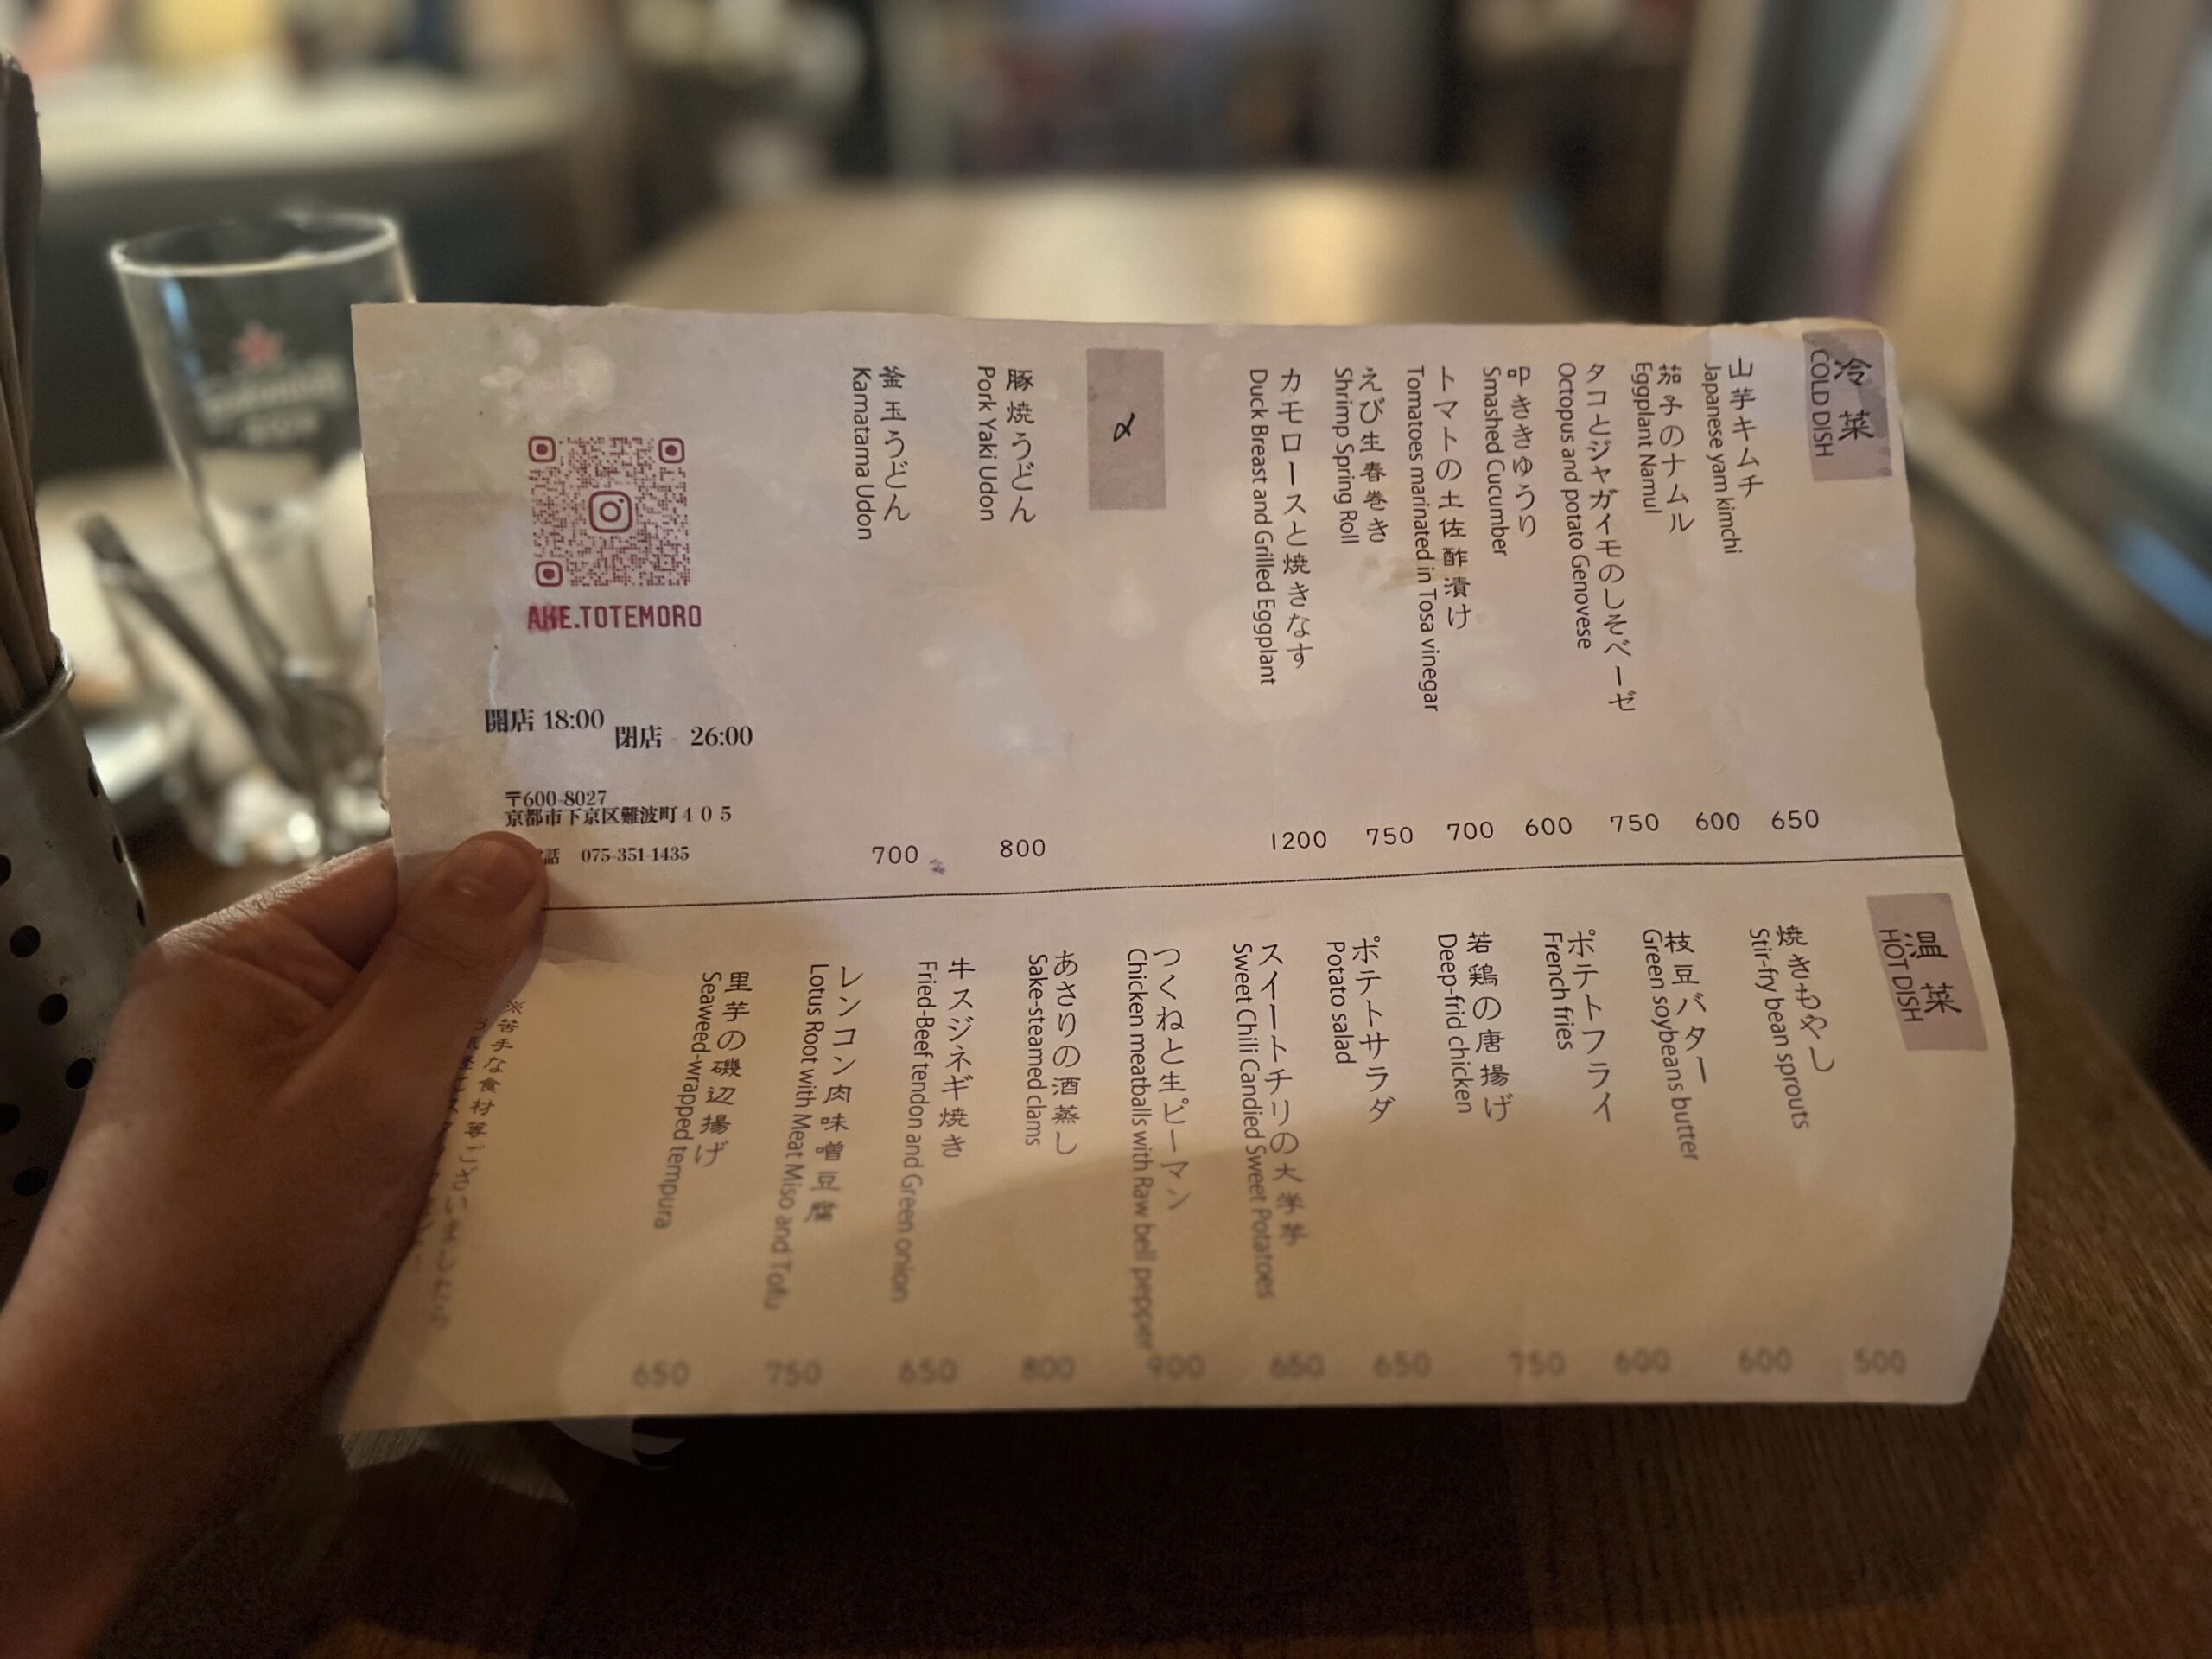 冷菜
COLD DISH
山芋キムチ
Japanese yam kimchi
650
茄子のナムル
Eggplant Namul
600
タコとジャガイモのジェノベーゼ
Octopus and potato Genovese
750
叩ききゅうり
Smashed Cucumber
600
トマトの土佐酢漬け
Tomatoes marinated in Tosa vinegar
700
えび生春巻き
Shrimp Spring Roll
750
カモロースと焼きなす
Duck Breast and Grilled Eggplant
1200
〆
豚焼うどん
Pork Yaki Udon
800
釜玉うどん
Kamatama Udon
700
AKE.TOTEMORO
開店 18:00
閉店 26:00
〒600-8027
京都市下京区難波町405
話 075-351-1435
温菜
HOT DISH
焼きもやし
Stir-fry bean sprouts
500
枝豆バター
Green soybeans butter
600
ポテトフライ
French fries
600
若鶏の唐揚げ
Deep-frid chicken
750
ポテトサラダ
Potato salad
650
スイートチリの大学芋
Sweet Chili Candied Sweet Potatoes
650
つくねと生ピーマン
Chicken meatballs with Raw bell pepper
900
あさりの酒蒸し
Sake-steamed clams
800
牛スジネギ焼き
Fried-Beef tendon and Green onion
650
レンコン肉味噌豆麹
Lotus Root with Meat Miso and Tofu
750
里芋の磯辺揚げ
Seaweed-wrapped tempura
650
※苦手な食材等